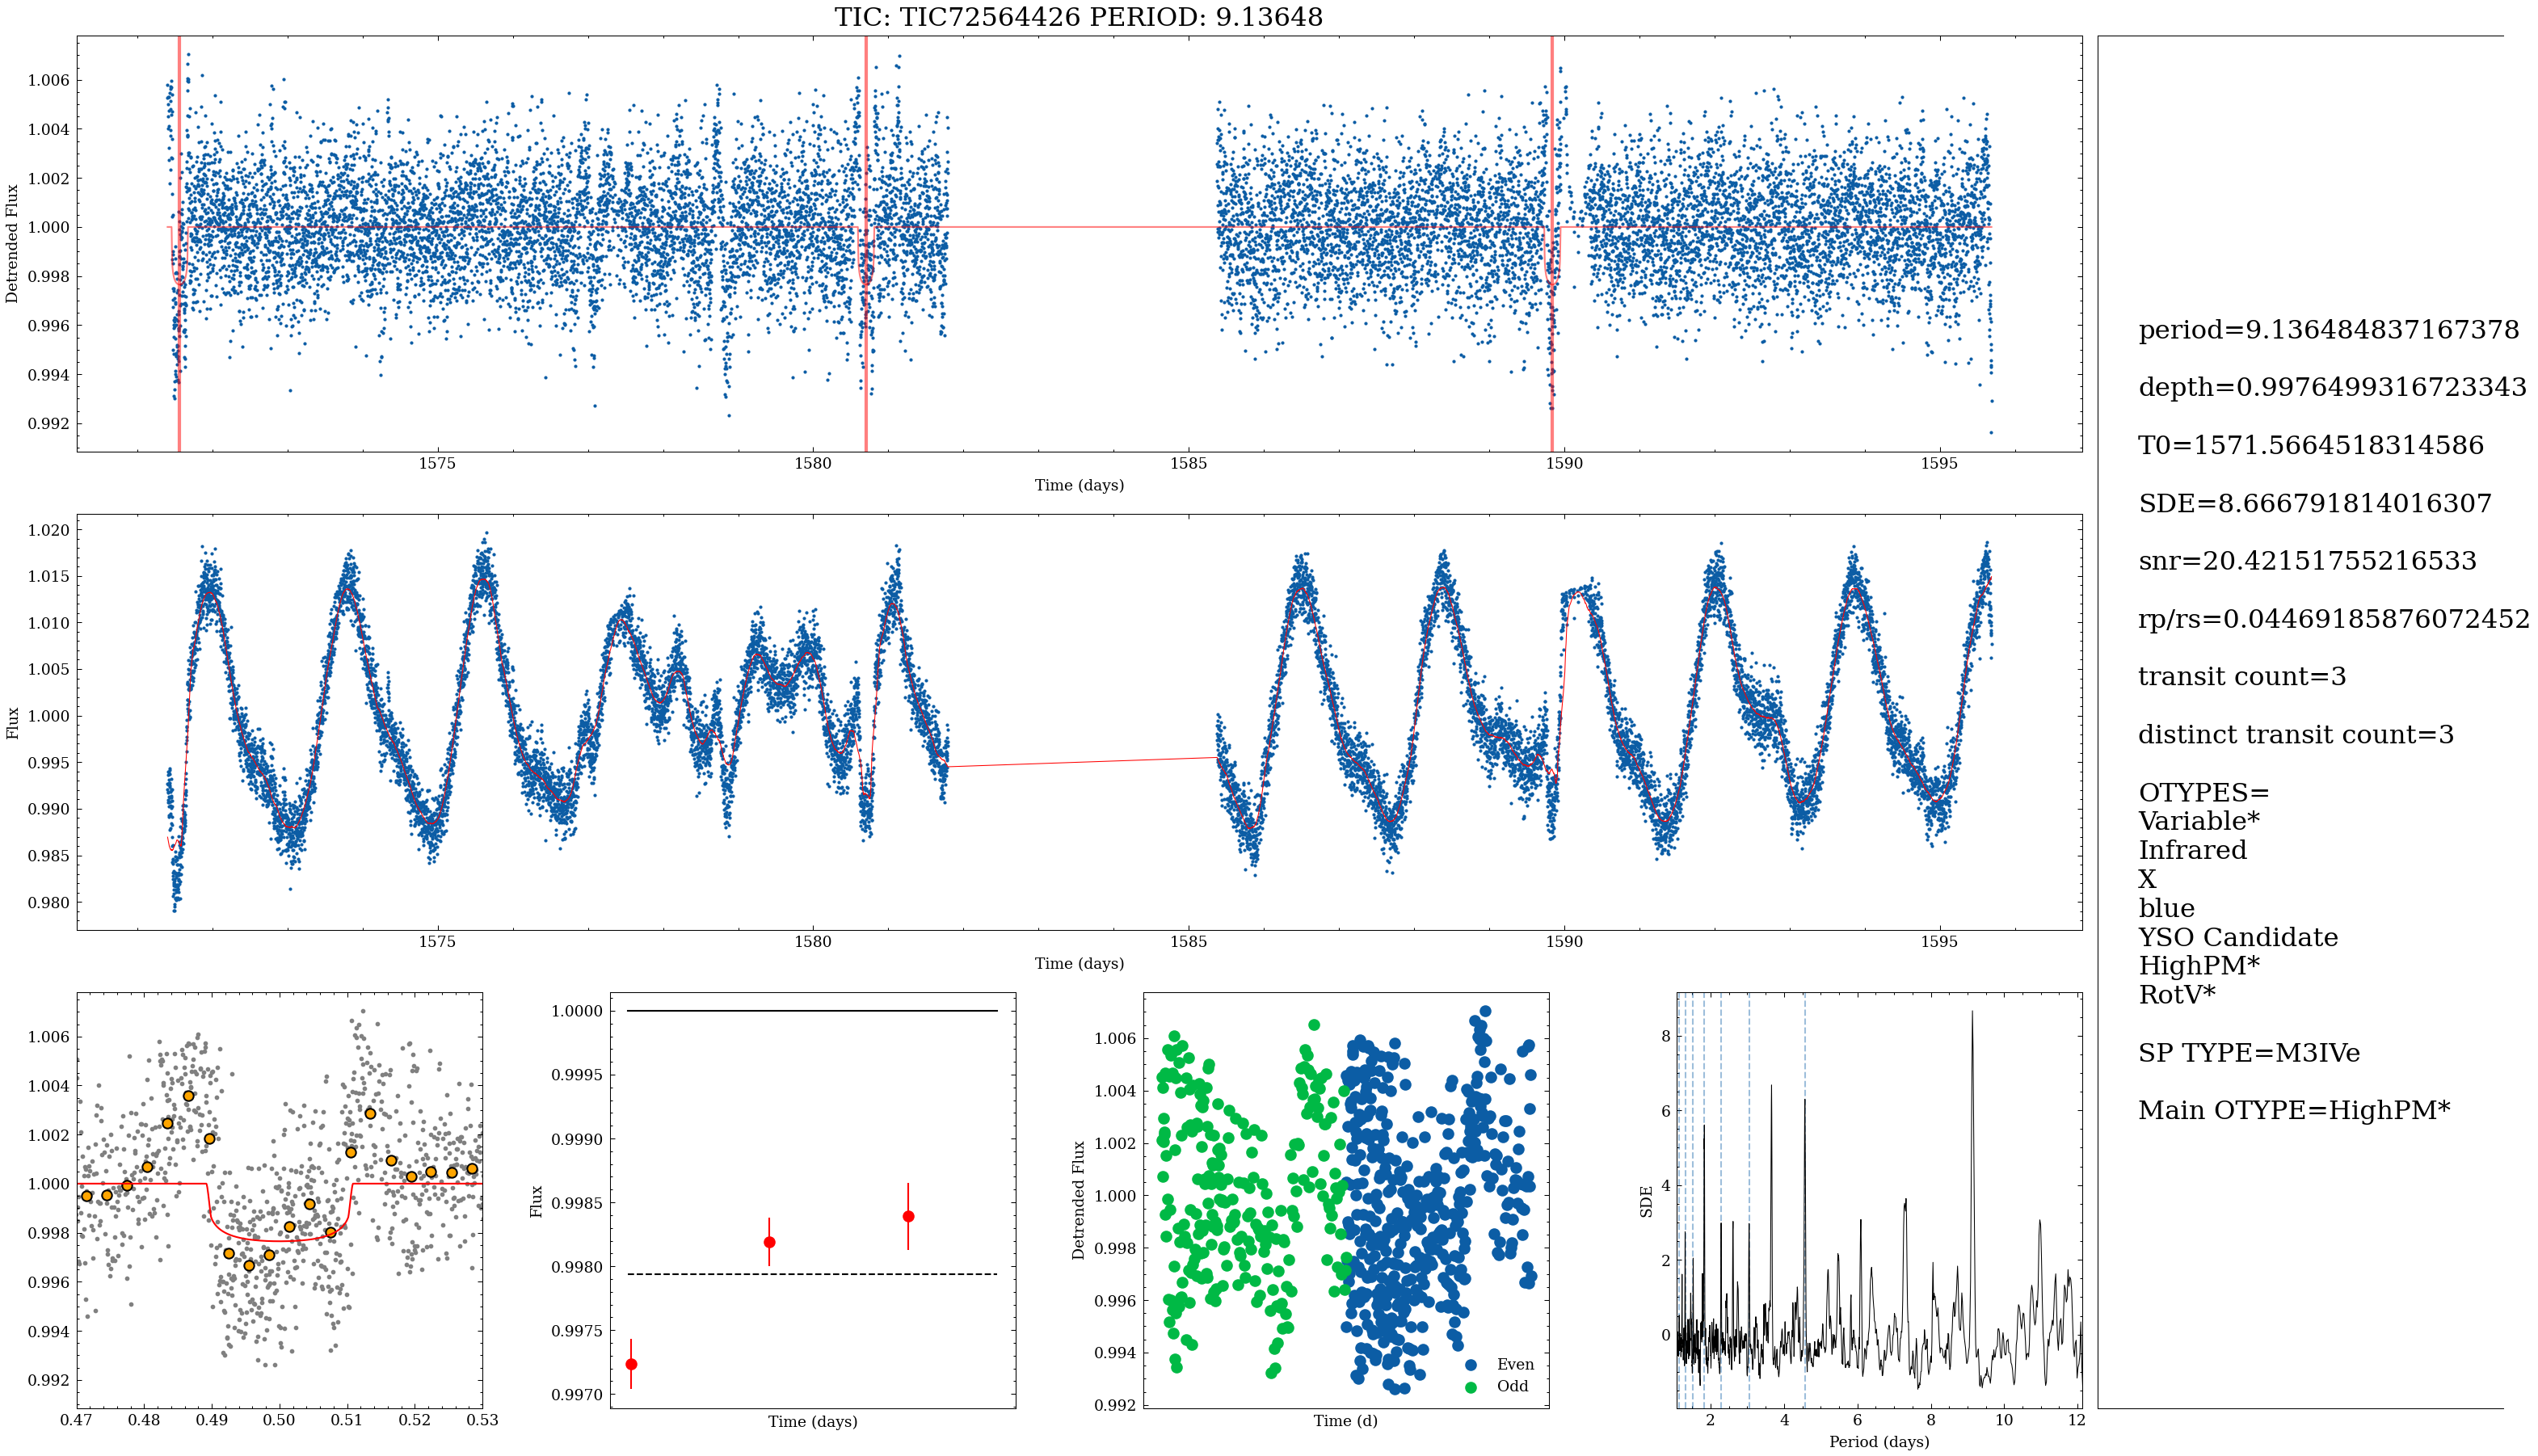 TIC: TIC72564426 PERIOD: 9.13648
1.006
1.004
1.002
1.000
0.998
0.996
0.994
0.992
Detrended Flux
1575
1580
1585
1590
1595
Time (days)
1.020
1.015
1.010
1.005
1.000
0.995
0.990
0.985
0.980
Flux
1575
1580
1585
1590
1595
Time (days)
1.006
1.004
1.002
1.000
0.998
0.996
0.994
0.992
0.47
0.48
0.49
0.50
0.51
0.52
0.53
1.0000
0.9995
0.9990
0.9985
0.9980
0.9975
0.9970
Flux
Time (days)
1.006
1.004
1.002
1.000
0.998
0.996
0.994
0.992
Detrended Flux
Even
Odd
Time (d)
8
6
4
2
0
SDE
2
4
6
8
10
12
Period (days)
period=9.136484837167378
depth=0.9976499316723343
T0=1571.5664518314586
SDE=8.666791814016307
snr=20.42151755216533
rp/rs=0.04469185876072452
transit count=3
distinct transit count=3
OTYPES=
Variable*
Infrared
X
blue
YSO Candidate
HighPM*
RotV*
SP TYPE=M3IVe
Main OTYPE=HighPM*